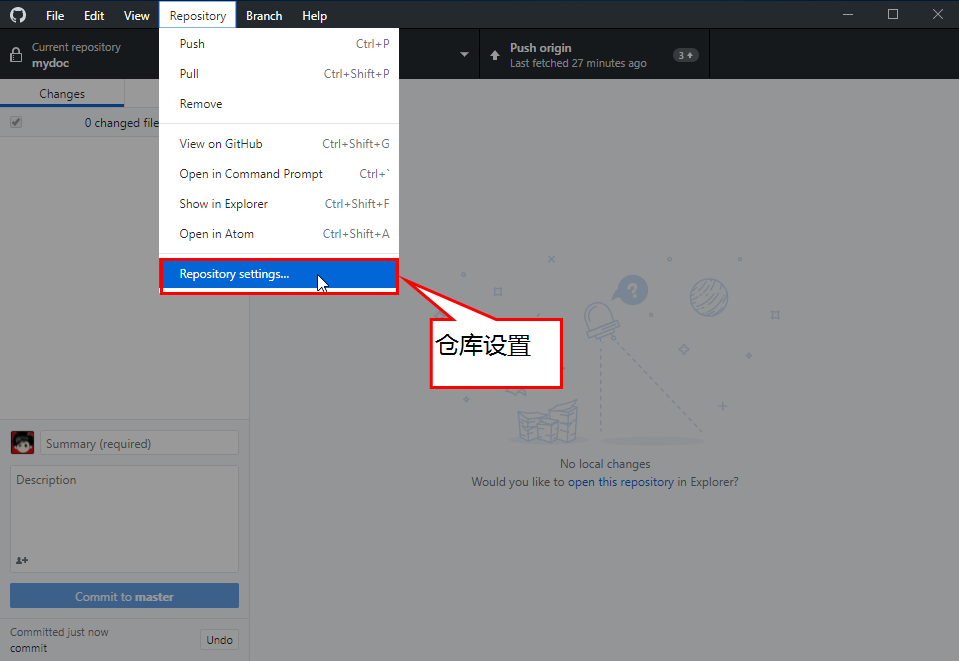 File Edit View Repository Branch Help
Current repository
mydoc
Push origin
Last fetched 27 minutes ago
3
Changes
0 changed file
Push Ctrl+P
Pull Ctrl+Shift+P
Remove
View on GitHub Ctrl+Shift+G
Open in Command Prompt Ctrl+`
Show in Explorer Ctrl+Shift+F
Open in Atom Ctrl+Shift+A
Repository settings...
仓库设置
?
No local changes
Would you like to open this repository in Explorer?
Summary (required)
Description
Commit to master
Committed just now
commit
Undo